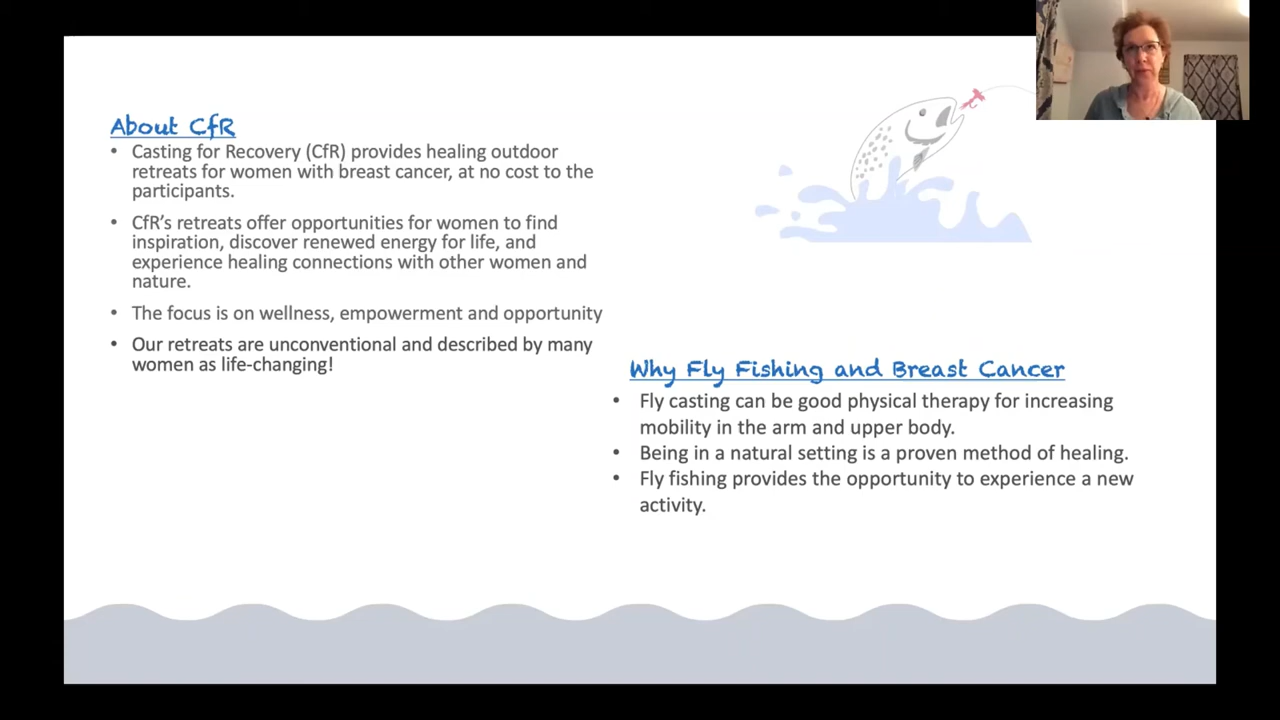 About CfR
• Casting for Recovery (CfR) provides healing outdoor
retreats for women with breast cancer, at no cost to the
participants.
• CfR's retreats offer opportunities for women to find
inspiration, discover renewed energy for life, and
experience healing connections with other women and
nature.
• The focus is on wellness, empowerment and opportunity
• Our retreats are unconventional and described by many
women as life-changing!
Why Fly Fishing and Breast Cancer
• Fly casting can be good physical therapy for increasing
mobility in the arm and upper body.
• Being in a natural setting is a proven method of healing.
• Fly fishing provides the opportunity to experience a new
activity.